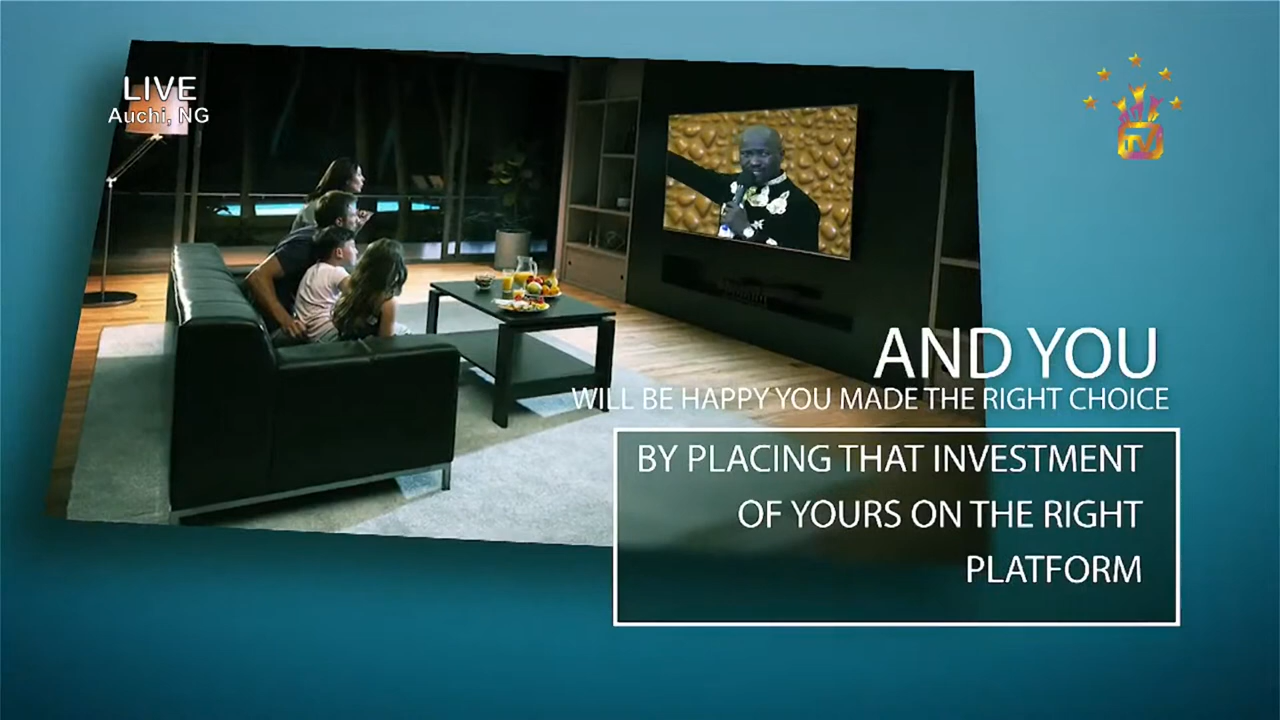 LIVE
Auchi, NG
TV
AND YOU
WILL BE HAPPY YOU MADE THE RIGHT CHOICE
BY PLACING THAT INVESTMENT
OF YOURS ON THE RIGHT
PLATFORM